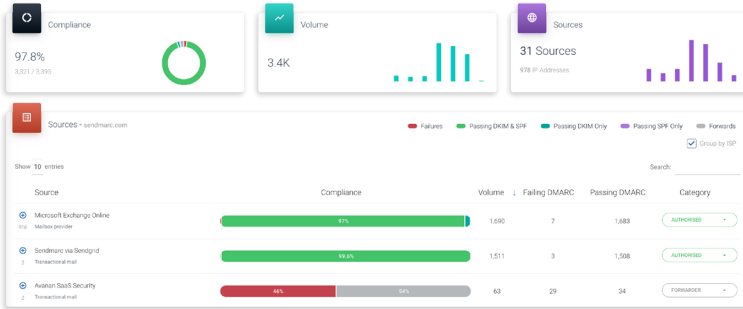 Compliance
97.8%
3,321 / 3,395
Volume
3.4K
Sources
31 Sources
978 IP Addresses
Sources - sendmarc.com
Failures
Passing DKIM & SPF
Passing DKIM Only
Passing SPF Only
Forwards
Group by ISP
Show 10 entries
Search:
Source Compliance Volume ↓ Failing DMARC Passing DMARC Category
Microsoft Exchange Online 97% 1,690 7 1,683 AUTHORISED
916 Mailbox provider
Sendmarc via Sendgrid 99.6% 1,511 3 1,508 AUTHORISED
2 Transactional mail
Avanan SaaS Security 46% 54% 63 29 34 FORWARDER
2 Transactional mail